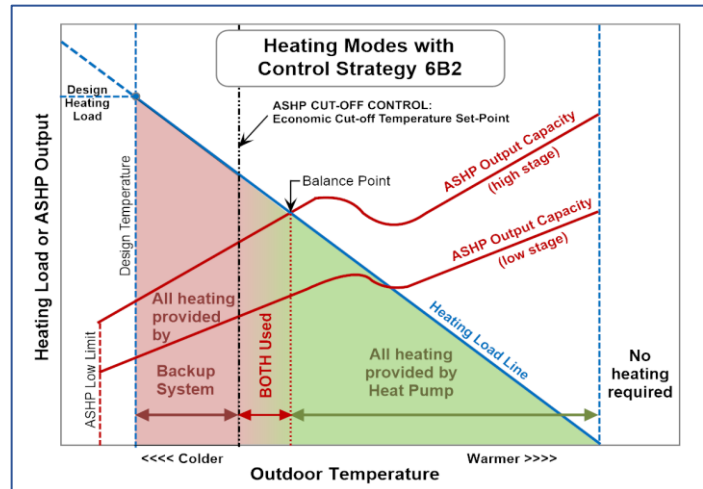 Heating Modes with
Control Strategy 6B2
Design
Heating
Load
ASHP CUT-OFF CONTROL:
Economic Cut-off Temperature Set-Point
Balance Point
ASHP Output Capacity
(high stage)
ASHP Output Capacity
(low stage)
Heating Load or ASHP Output
Design Temperature
ASHP Low Limit
All heating
provided
by
Backup
System
BOTH Used
All heating
provided by
Heat Pump
Heating Load Line
No
heating
required
<<<< Colder
Warmer >>>>
Outdoor Temperature